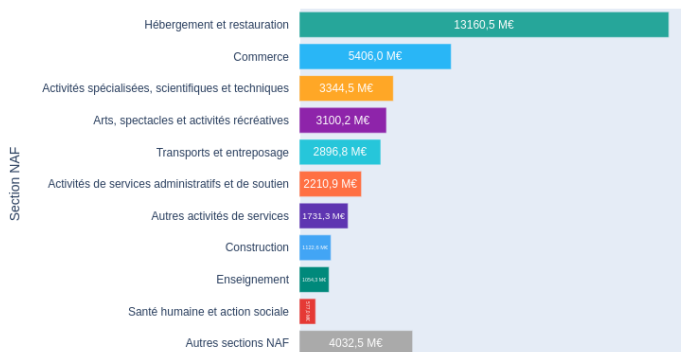 Section NAF
Hébergement et restauration 13160,5 M€
Commerce 5406,0 M€
Activités spécialisées, scientifiques et techniques 3344,5 M€
Arts, spectacles et activités récréatives 3100,2 M€
Transports et entreposage 2896,8 M€
Activités de services administratifs et de soutien 2210,9 M€
Autres activités de services 1731,3 M€
Construction
Enseignement
Santé humaine et action sociale
Autres sections NAF 4032,5 M€